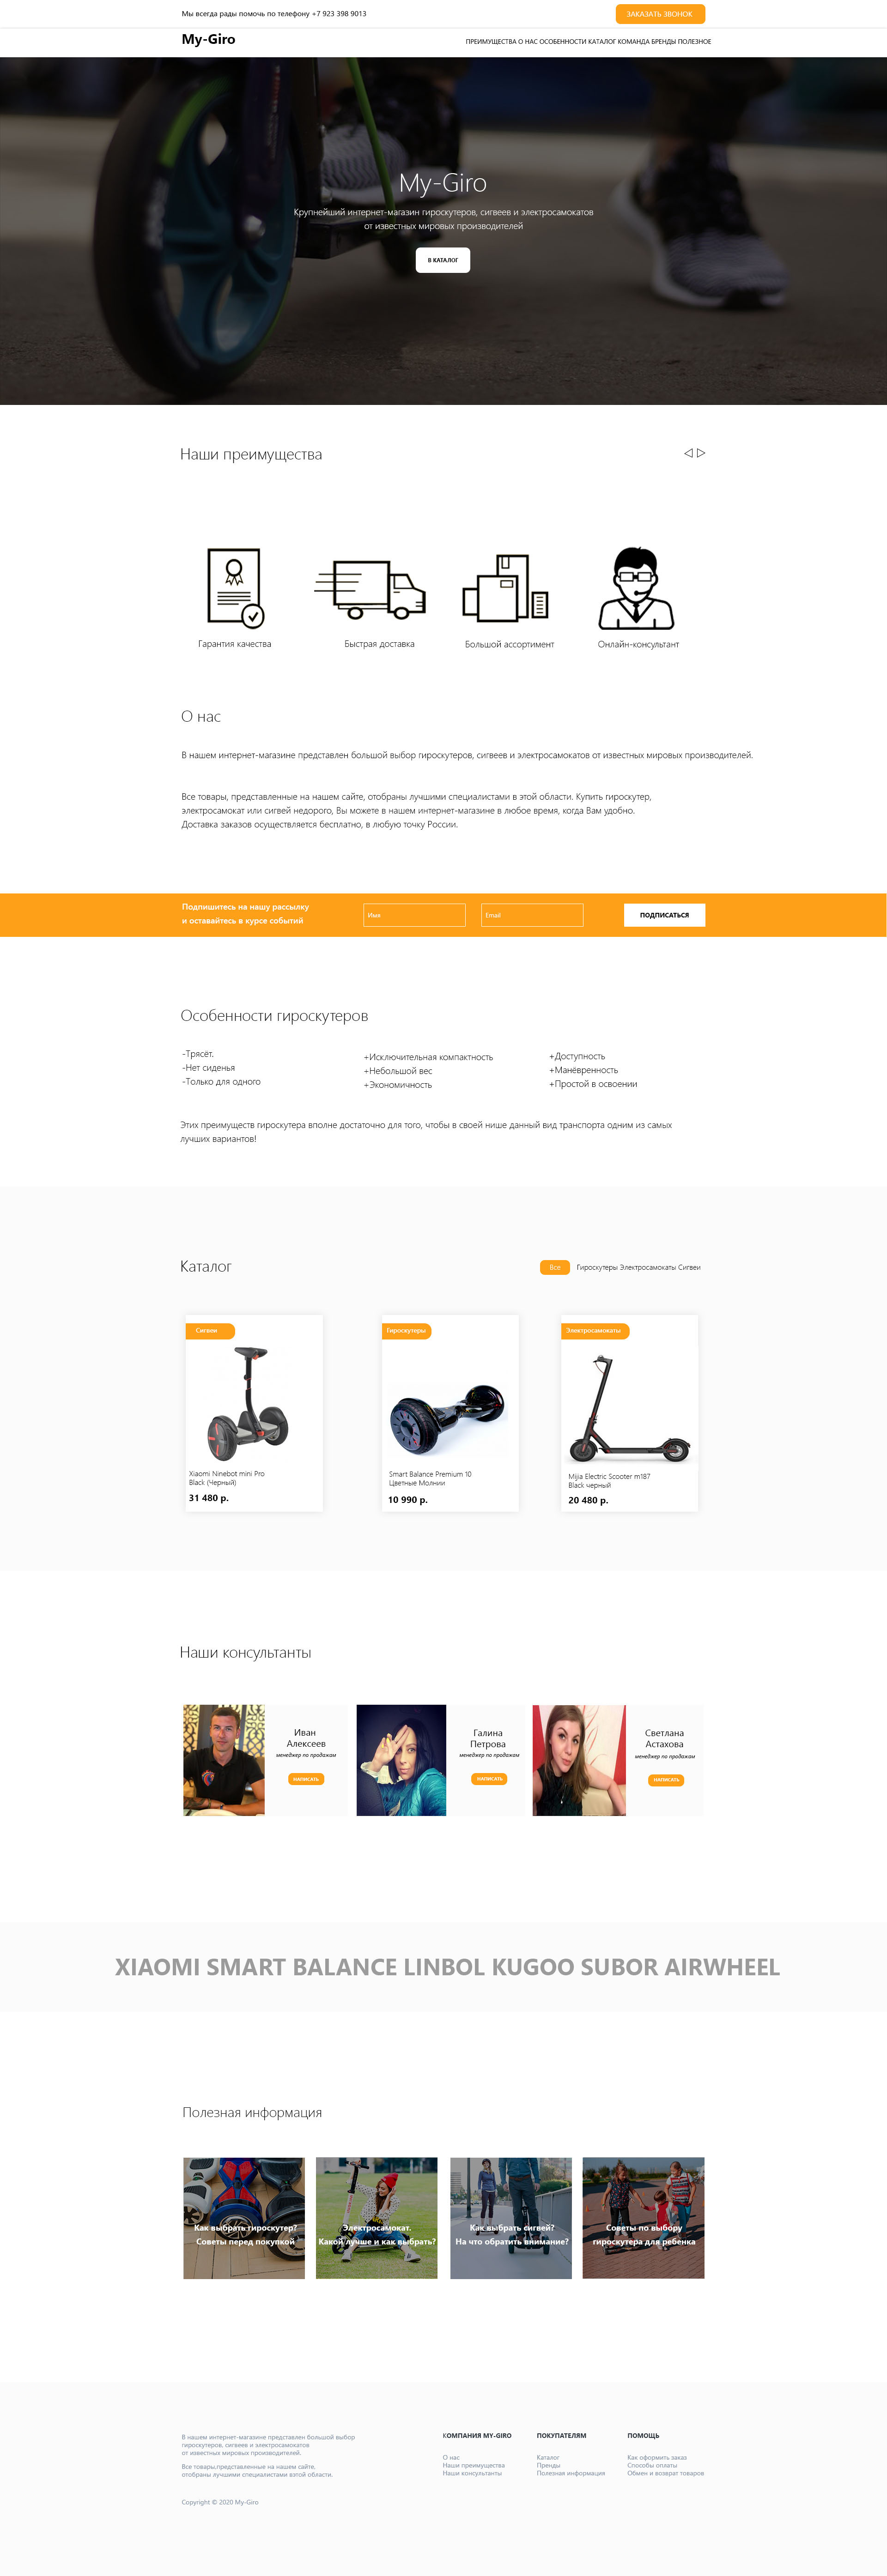 Мы всегда рады помочь по телефону +7 923 398 9013
ЗАКАЗАТЬ ЗВОНОК
My-Giro
ПРЕИМУЩЕСТВА О НАС ОСОБЕННОСТИ КАТАЛОГ КОМАНДА БРЕНДЫ ПОЛЕЗНОЕ
My-Giro
Крупнейший интернет-магазин гироскутеров, сигвеев и электросамокатов
от известных мировых производителей
В КАТАЛОГ
Наши преимущества
Гарантия качества
Быстрая доставка
Большой ассортимент
Онлайн-консультант
О нас
В нашем интернет-магазине представлен большой выбор гироскутеров, сигвеев и электросамокатов от известных мировых производителей.
Все товары, представленные на нашем сайте, отобраны лучшими специалистами в этой области. Купить гироскутер,
электросамокат или сигвей недорого, Вы можете в нашем интернет-магазине в любое время, когда Вам удобно.
Доставка заказов осуществляется бесплатно, в любую точку России.
Подпишитесь на нашу рассылку
и оставайтесь в курсе событий
Имя
Email
ПОДПИСАТЬСЯ
Особенности гироскутеров
-Трясёт.
-Нет сиденья
-Только для одного
+Исключительная компактность
+Небольшой вес
+Экономичность
+Доступность
+Манёвренность
+Простой в освоении
Этих преимуществ гироскутера вполне достаточно для того, чтобы в своей нише данный вид транспорта одним из самых
лучших вариантов!
Каталог
Все
Гироскутеры Электросамокаты Сигвеи
Сигвеи
Xiaomi Ninebot mini Pro
Black (Черный)
31 480 р.
Гироскутеры
Smart Balance Premium 10
Цветные Молнии
10 990 р.
Электросамокаты
Mijia Electric Scooter m187
Black черный
20 480 р.
Наши консультанты
Иван
Алексеев
менеджер по продажам
НАПИСАТЬ
Галина
Петрова
менеджер по продажам
НАПИСАТЬ
Светлана
Астахова
менеджер по продажам
НАПИСАТЬ
XIAOMI SMART BALANCE LINBOL KUGOO SUBOR AIRWHEEL
Полезная информация
Как выбрать гироскутер?
Советы перед покупкой
Электросамокат.
Какой лучше и как выбрать?
Как выбрать сигвей?
На что обратить внимание?
Советы по выбору
гироскутера для ребенка
В нашем интернет-магазине представлен большой выбор
гироскутеров, сигвеев и электросамокатов
от известных мировых производителей.
Все товары,представленные на нашем сайте,
отобраны лучшими специалистами вэтой области.
Copyright © 2020 My-Giro
КОМПАНИЯ MY-GIRO
О нас
Наши преимущества
Наши консультанты
ПОКУПАТЕЛЯМ
Каталог
Пренды
Полезная информация
ПОМОЩЬ
Как оформить заказ
Способы оплаты
Обмен и возврат товаров